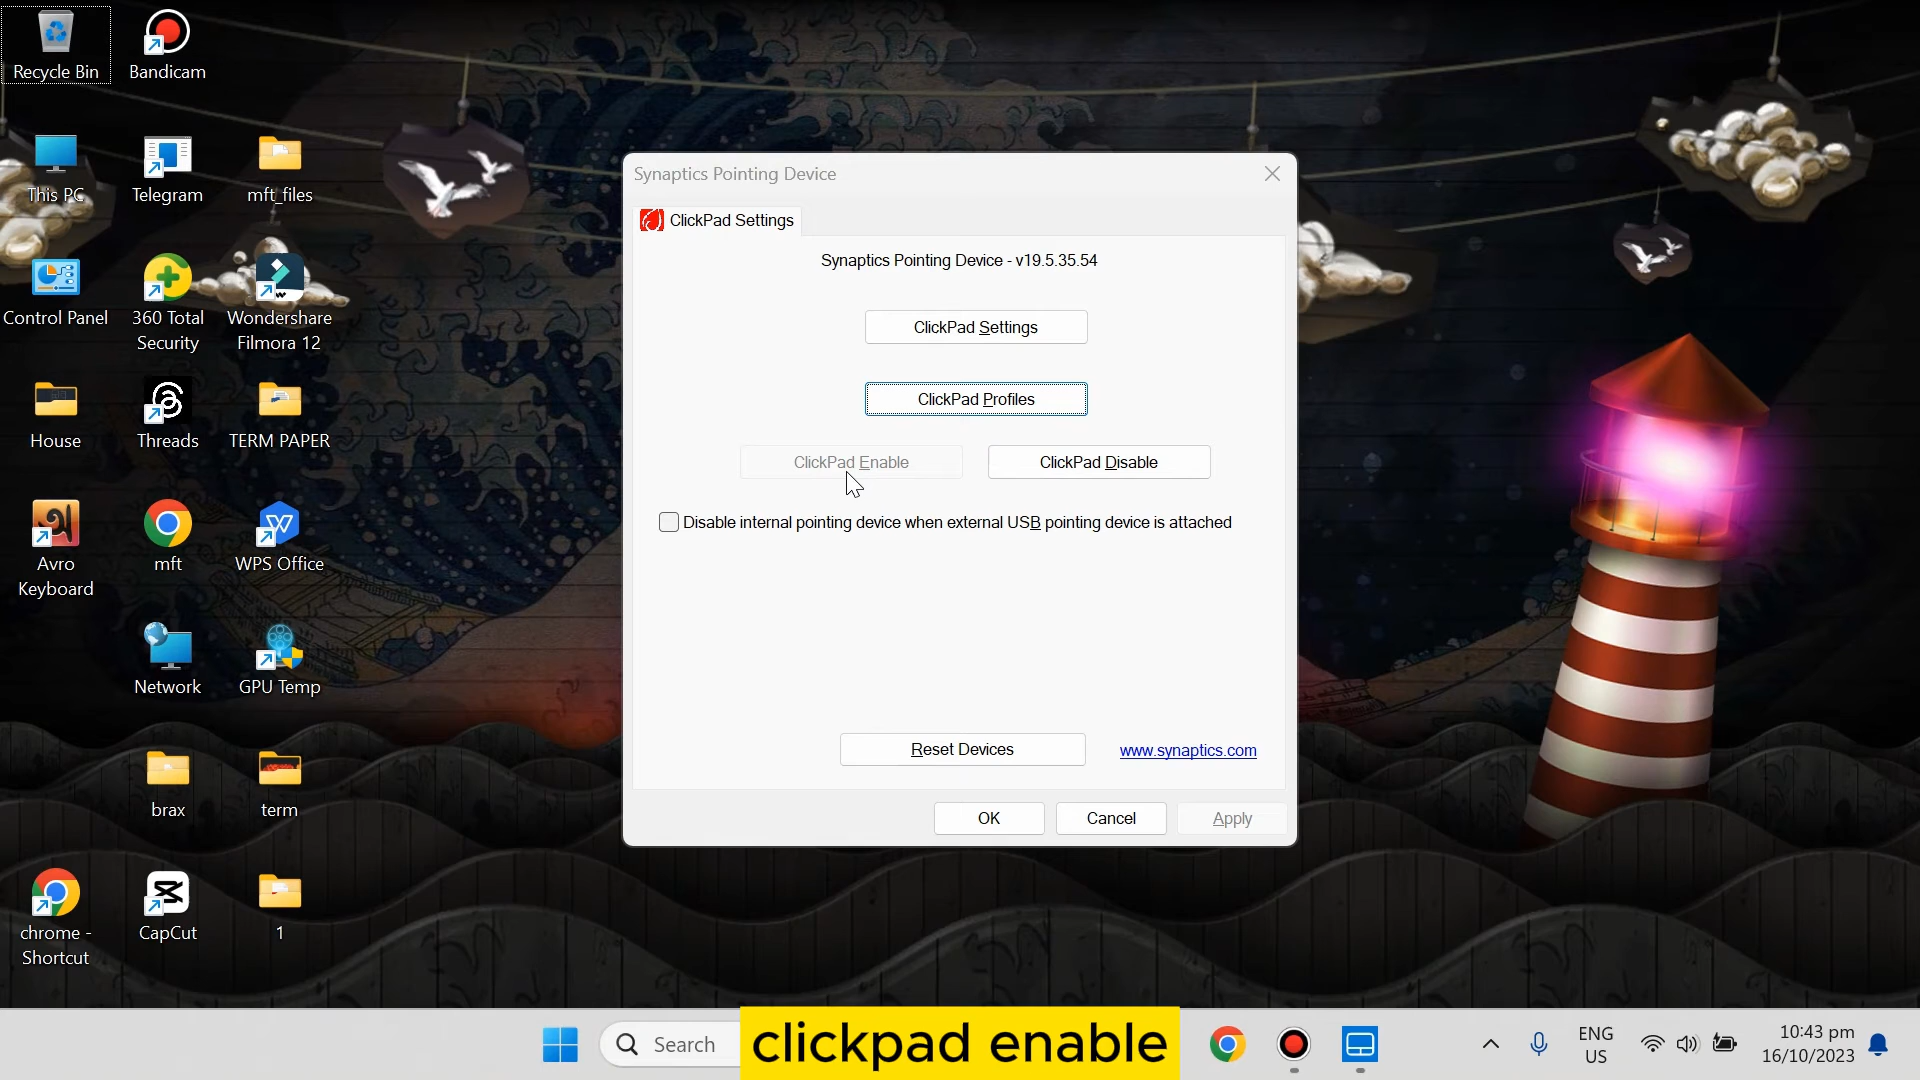 Recycle Bin
Bandicam
This PC
Telegram
mft_files
Control Panel
360 Total
Security
Wondershare
Filmora 12
House
Threads
TERM PAPER
Avro
Keyboard
mft
WPS Office
Network
GPU Temp
brax
term
chrome -
Shortcut
CapCut
1
Synaptics Pointing Device
ClickPad Settings
Synaptics Pointing Device - v19.5.35.54
ClickPad Settings
ClickPad Profiles
ClickPad Enable
ClickPad Disable
Disable internal pointing device when external USB pointing device is attached
Reset Devices
www.synaptics.com
OK
Cancel
Apply
Search
clickpad enable
ENG
US
10:43 pm
16/10/2023